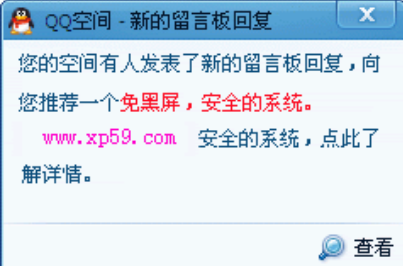 QQ空间 - 新的留言板回复
您的空间有人发表了新的留言板回复，向
您推荐一个免黑屏，安全的系统。
www.xp59.com 安全的系统，点此了
解详情。
查看